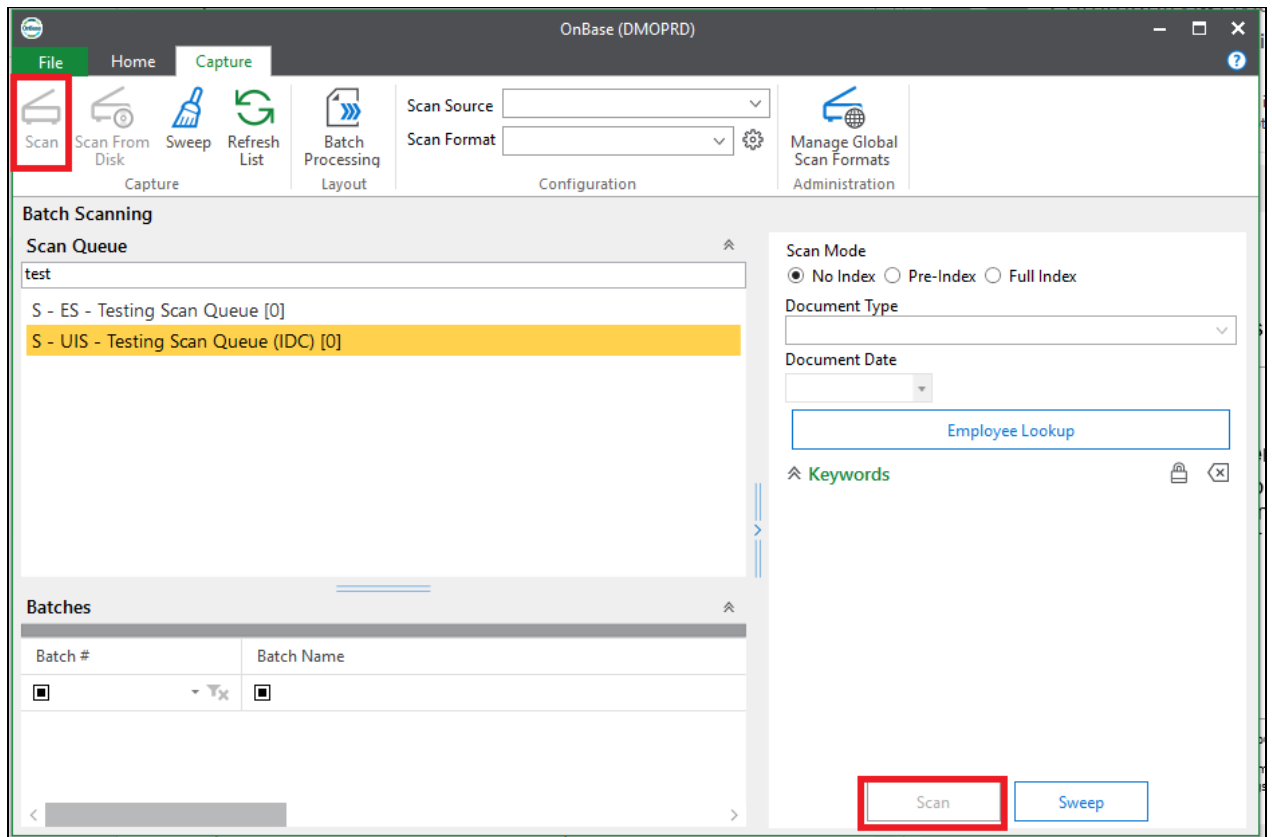 OnBase (DMOPRD)
File Home Capture
Scan Scan From Disk Sweep Refresh List Batch Processing Scan Source Scan Format Manage Global Scan Formats
Capture Layout Configuration Administration
Batch Scanning
Scan Queue
test
S - ES - Testing Scan Queue [0]
S - UIS - Testing Scan Queue (IDC) [0]
Batches
Batch # Batch Name
Scan Mode
No Index Pre-Index Full Index
Document Type
Document Date
Employee Lookup
Keywords
Scan Sweep